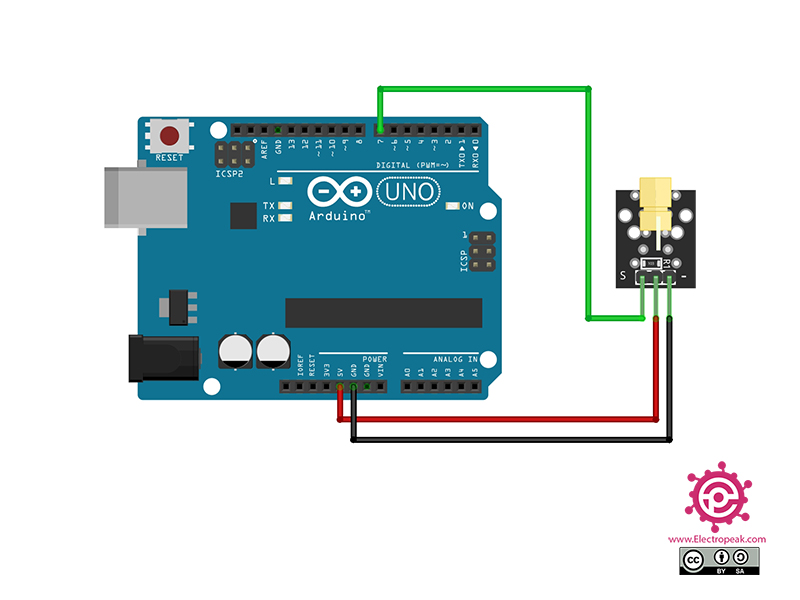 RESET
ICSP2
AREF
GND
13
12
~11
~10
~9
8
7
~6
~5
4
~3
2
TX0▶1
RX0◀0
DIGITAL (PWM=~)
L
TX
RX
UNO
Arduino™
ON
1
ICSP
S
R1
-
POWER
ANALOG IN
IOREF
RESET
3V3
5V
GND
GND
VIN
A0
A1
A2
A3
A4
A5
www.Electropeak.com
cc
BY SA